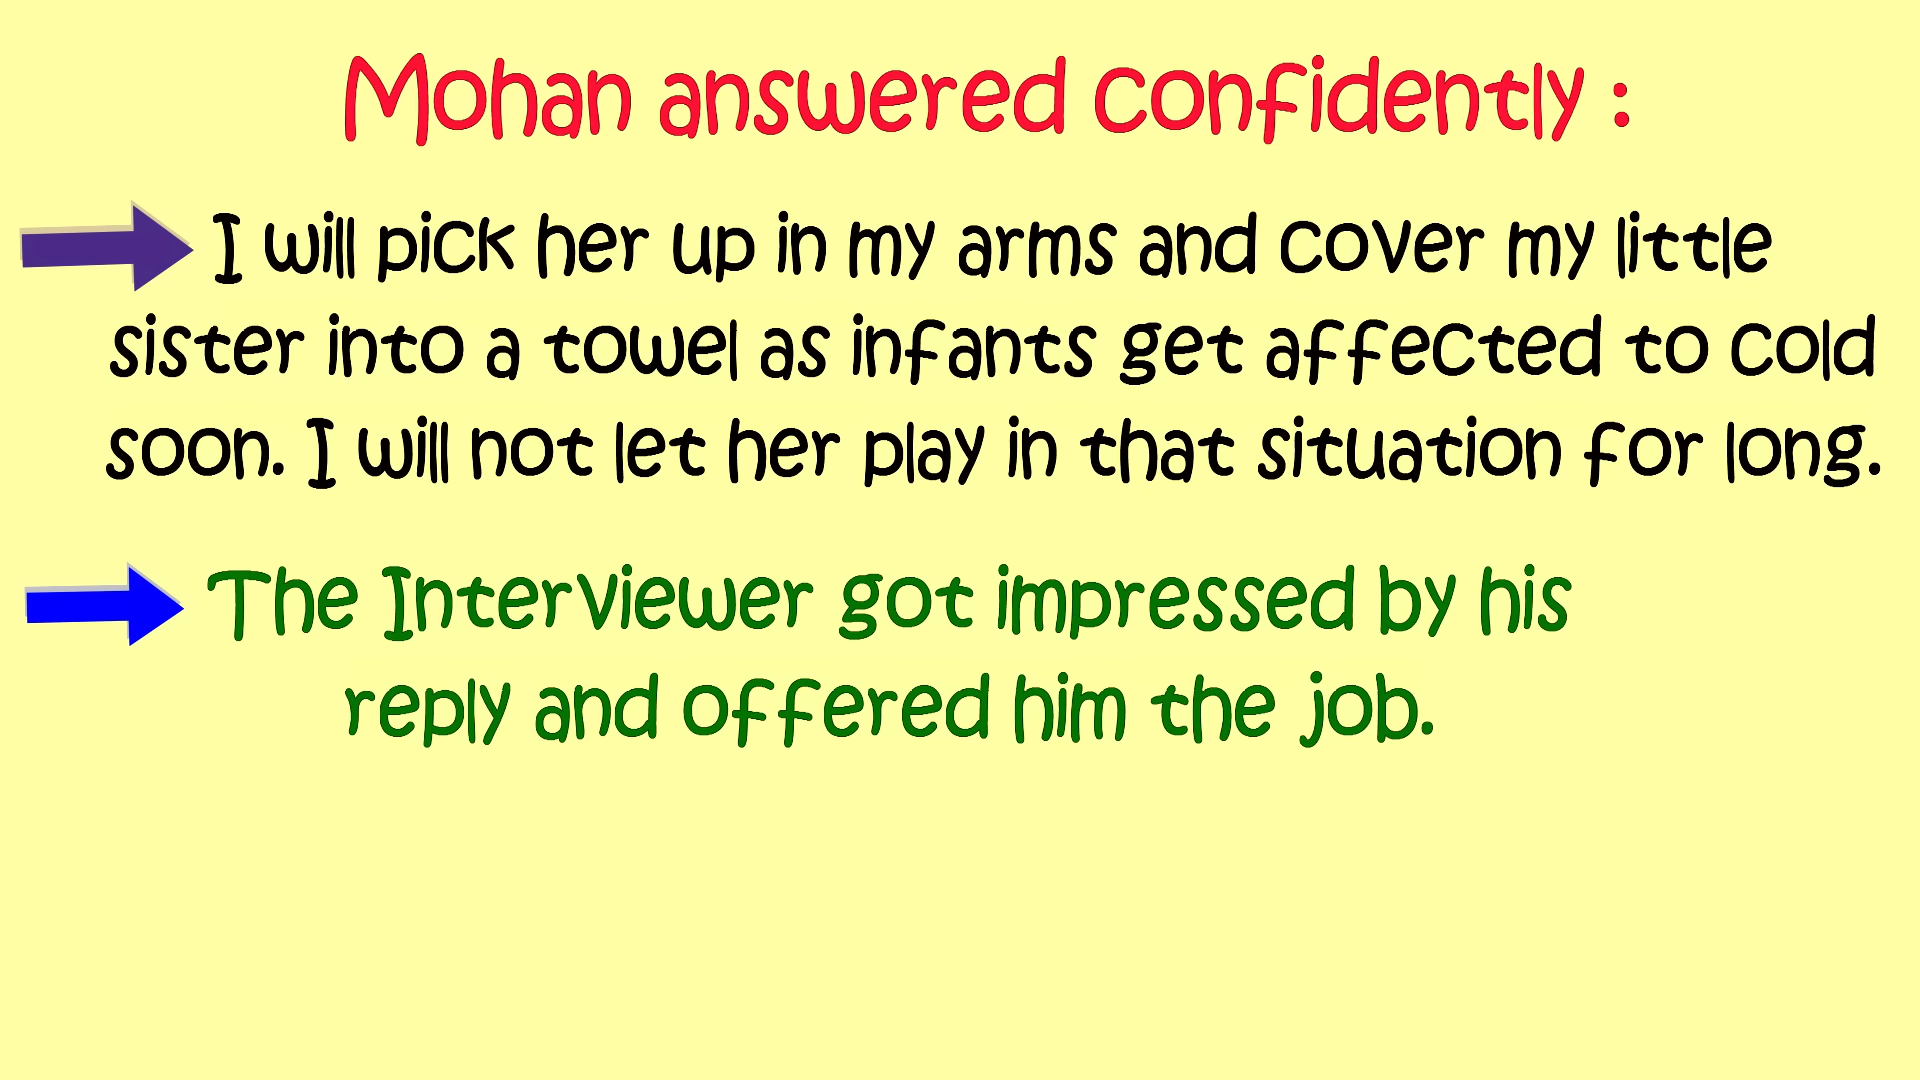 Mohan answered confidently :
I will pick her up in my arms and cover my little
sister into a towel as infants get affected to cold
soon. I will not let her play in that situation for long.
The Interviewer got impressed by his
reply and offered him the job.